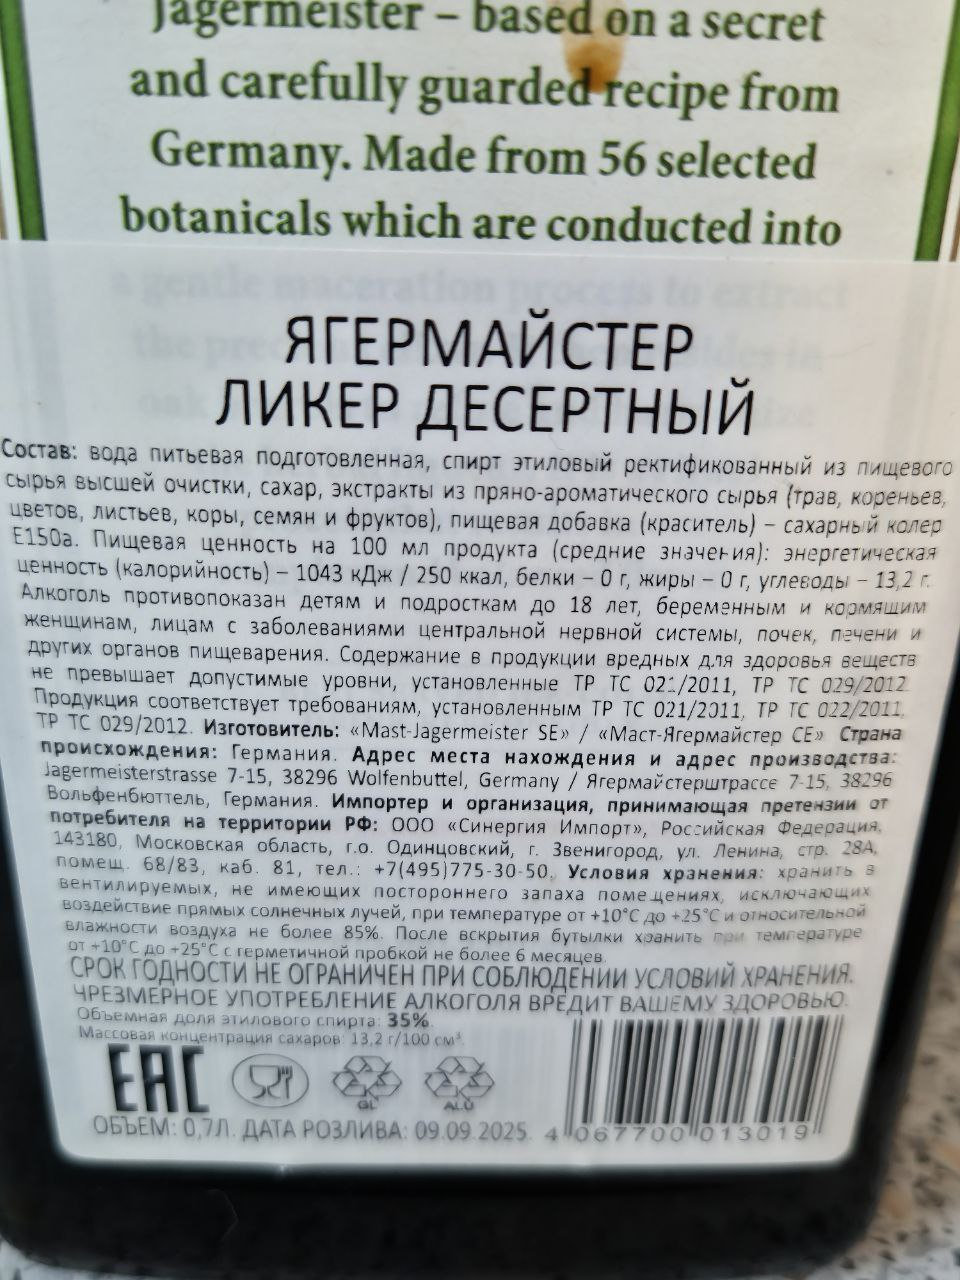 Jägermeister – based on a secret
and carefully guarded recipe from
Germany. Made from 56 selected
botanicals which are conducted into
a gentle maceration process to extract
ЯГЕРМАЙСТЕР
ЛИКЕР ДЕСЕРТНЫЙ
Состав: вода питьевая подготовленная, спирт этиловый ректификованный из пищевого
сырья высшей очистки, сахар, экстракты из пряно-ароматического сырья (трав, кореньев,
цветов, листьев, коры, семян и фруктов), пищевая добавка (краситель) – сахарный колер
Е150а. Пищевая ценность на 100 мл продукта (средние значения): энергетическая
ценность (калорийность) – 1043 кДж / 250 ккал, белки – 0 г, жиры – 0 г, углеводы – 13,2 г.
Алкоголь противопоказан детям и подросткам до 18 лет, беременным и кормящим
женщинам, лицам с заболеваниями центральной нервной системы, почек, печени и
других органов пищеварения. Содержание в продукции вредных для здоровья веществ
не превышает допустимые уровни, установленные ТР ТС 021/2011, ТР ТС 029/2012.
Продукция соответствует требованиям, установленным ТР ТС 021/2011, ТР ТС 022/2011,
ТР ТС 029/2012. Изготовитель: «Mast-Jagermeister SE» / «Маст-Ягермайстер СЕ» Страна
происхождения: Германия. Адрес места нахождения и адрес производства:
Jagermeisterstrasse 7-15, 38296 Wolfenbuttel, Germany / Ягермайстерштрассе 7-15, 38296
Вольфенбюттель, Германия. Импортер и организация, принимающая претензии от
потребителя на территории РФ: ООО «Синергия Импорт», Российская Федерация,
143180, Московская область, г.о. Одинцовский, г. Звенигород, ул. Ленина, стр. 28А,
помещ. 68/83, каб. 81, тел.: +7(495)775-30-50. Условия хранения: хранить в
вентилируемых, не имеющих постороннего запаха помещениях, исключающих
воздействие прямых солнечных лучей, при температуре от +10°С до +25°С и относительной
влажности воздуха не более 85%. После вскрытия бутылки хранить при температуре
от +10°С до +25°С с герметичной пробкой не более 6 месяцев.
СРОК ГОДНОСТИ НЕ ОГРАНИЧЕН ПРИ СОБЛЮДЕНИИ УСЛОВИЙ ХРАНЕНИЯ.
ЧРЕЗМЕРНОЕ УПОТРЕБЛЕНИЕ АЛКОГОЛЯ ВРЕДИТ ВАШЕМУ ЗДОРОВЬЮ.
Объемная доля этилового спирта: 35%.
Массовая концентрация сахаров: 13,2 г/100 см³.
EAC
GL ALU
ОБЪЕМ: 0,7Л. ДАТА РОЗЛИВА: 09.09.2025. 4 067700 013019